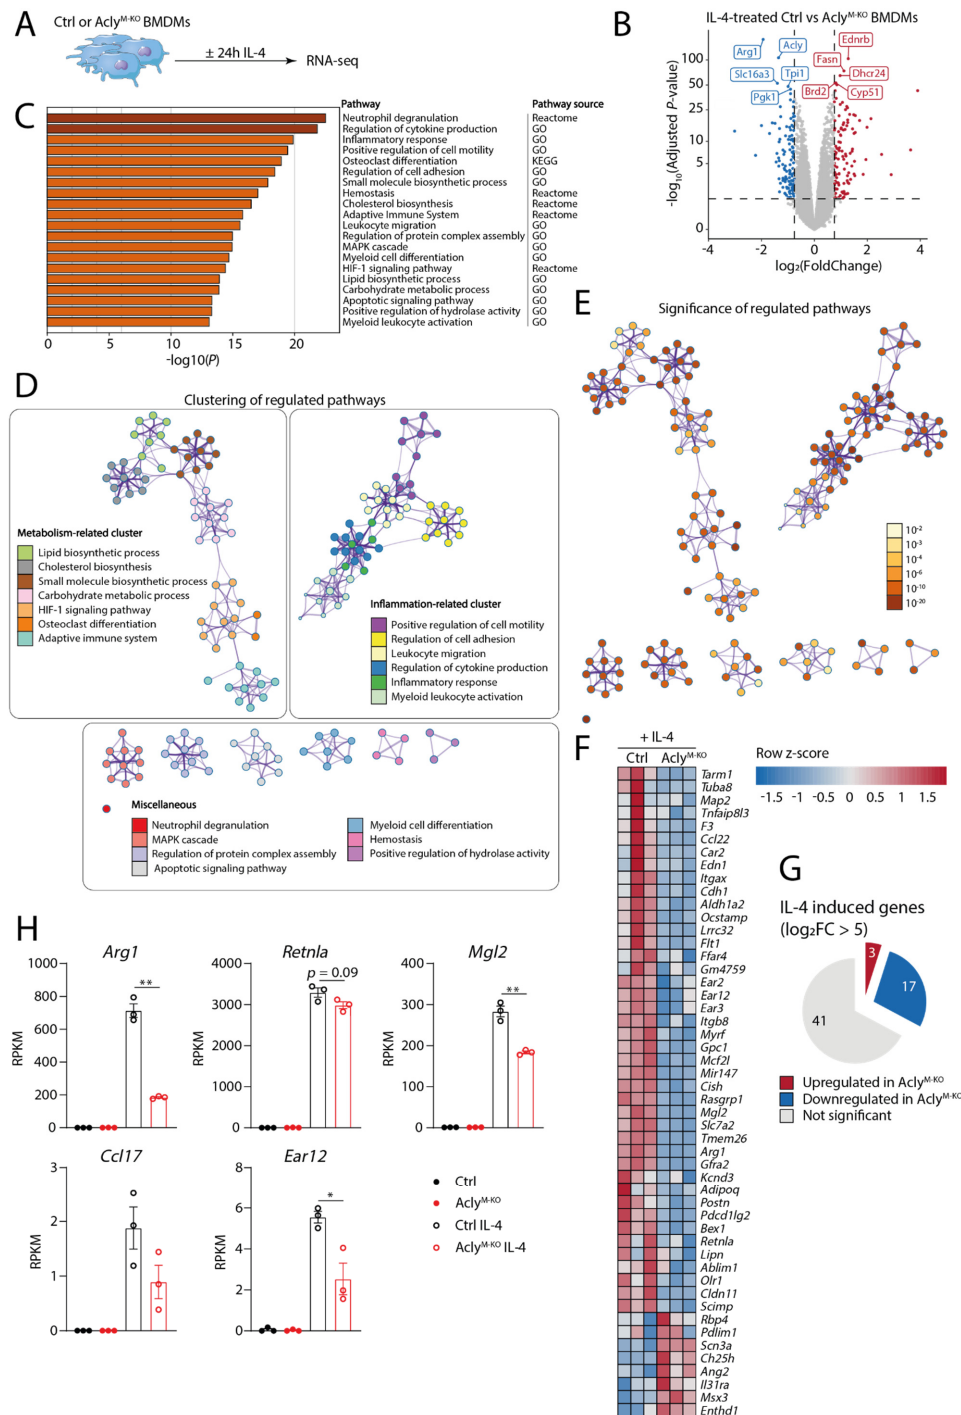 A
Ctrl or Acly^M-KO BMDMs
± 24h IL-4
RNA-seq
B
IL-4-treated Ctrl vs Acly^M-KO BMDMs
-log10(Adjusted P-value)
100
50
25
10
5
0
Arg1
Acly
Ednrb
Fasn
Slc16a3
Tpi1
Dhcr24
Pgk1
Brd2
Cyp51
-4
-2
0
2
4
log2(FoldChange)
C
Pathway
Pathway source
Neutrophil degranulation Reactome
Regulation of cytokine production GO
Inflammatory response GO
Positive regulation of cell motility GO
Osteoclast differentiation KEGG
Regulation of cell adhesion GO
Small molecule biosynthetic process GO
Hemostasis Reactome
Cholesterol biosynthesis Reactome
Adaptive Immune System Reactome
Leukocyte migration GO
Regulation of protein complex assembly GO
MAPK cascade GO
Myeloid cell differentiation GO
HIF-1 signaling pathway Reactome
Lipid biosynthetic process GO
Carbohydrate metabolic process GO
Apoptotic signaling pathway GO
Positive regulation of hydrolase activity GO
Myeloid leukocyte activation GO
0
5
10
15
20
-log10(P)
D
Clustering of regulated pathways
Metabolism-related cluster
Lipid biosynthetic process
Cholesterol biosynthesis
Small molecule biosynthetic process
Carbohydrate metabolic process
HIF-1 signaling pathway
Osteoclast differentiation
Adaptive immune system
Inflammation-related cluster
Positive regulation of cell motility
Regulation of cell adhesion
Leukocyte migration
Regulation of cytokine production
Inflammatory response
Myeloid leukocyte activation
Miscellaneous
Neutrophil degranulation
MAPK cascade
Regulation of protein complex assembly
Apoptotic signaling pathway
Myeloid cell differentiation
Hemostasis
Positive regulation of hydrolase activity
E
Significance of regulated pathways
10^-2
10^-3
10^-4
10^-6
10^-10
10^-20
F
+ IL-4
Ctrl Acly^M-KO
Row z-score
-1.5 -1 -0.5 0 0.5 1 1.5
Tarm1
Tuba8
Map2
Tnfaip8l3
F3
Ccl22
Car2
Edn1
Itgax
Cdh1
Aldh1a2
Ocstamp
Lrrc32
Flt1
Ffar4
Gm4759
Ear2
Ear12
Ear3
Itgb8
Myrf
Gpc1
Mcf2l
Mir147
Cish
Rasgrp1
Mgl2
Slc7a2
Tmem26
Arg1
Gfra2
Kcnd3
Adipoq
Postn
Pdcd1lg2
Bex1
Retnla
Lipn
Ablim1
Olr1
Cldn11
Scimp
Rbp4
Pdlim1
Scn3a
Ch25h
Ang2
Il31ra
Msx3
Enthd1
G
IL-4 induced genes
(log2FC > 5)
3
17
41
Upregulated in Acly^M-KO
Downregulated in Acly^M-KO
Not significant
H
Arg1
RPKM
1000
800
600
400
200
0
**
Retnla
RPKM
4000
3000
2000
1000
0
p = 0.09
Mgl2
RPKM
400
300
200
100
0
**
Ccl17
RPKM
3
2
1
0
Ear12
RPKM
8
6
4
2
0
*
Ctrl
Acly^M-KO
Ctrl IL-4
Acly^M-KO IL-4